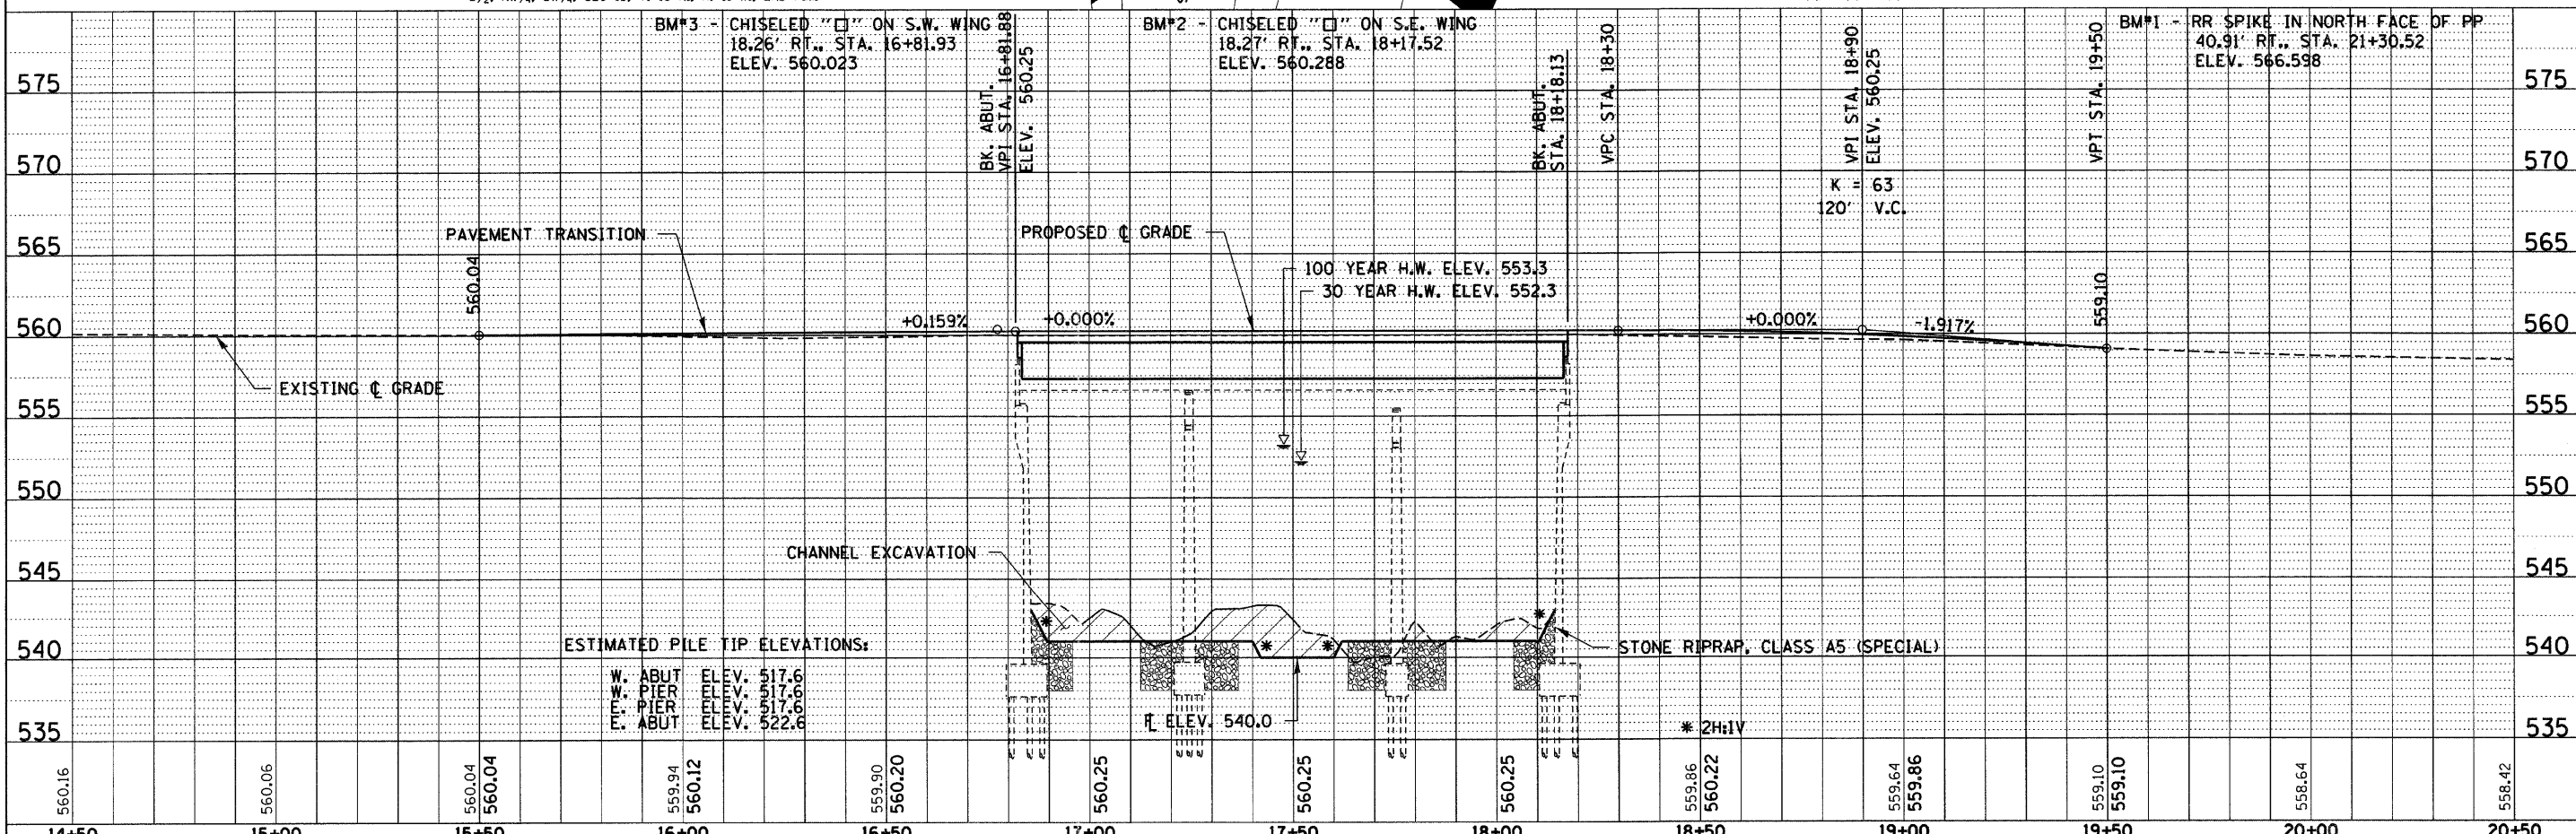 BM#3 - CHISELED "□" ON S.W. WING
18.26' RT., STA. 16+81.93
ELEV. 560.023
BM#2 - CHISELED "□" ON S.E. WING
18.27' RT., STA. 18+17.52
ELEV. 560.288
BM#1 - RR SPIKE IN NORTH FACE OF PP
40.91' RT., STA. 21+30.52
ELEV. 566.598
BK. ABUT.
VPI STA. 16+81.88
ELEV. 560.25
BK. ABUT.
STA. 18+18.13
VPC STA. 18+30
VPI STA. 18+90
ELEV. 560.25
VPT STA. 19+50
K = 63
120' V.C.
575 575
570 570
565 565
560 560
555 555
550 550
545 545
540 540
535 535
PAVEMENT TRANSITION
560.04
PROPOSED ℄ GRADE
100 YEAR H.W. ELEV. 553.3
30 YEAR H.W. ELEV. 552.3
559.10
+0.159%
+0.000%
+0.000%
-1.917%
EXISTING ℄ GRADE
CHANNEL EXCAVATION
ESTIMATED PILE TIP ELEVATIONS:
W. ABUT ELEV. 517.6
W. PIER ELEV. 517.6
E. PIER ELEV. 517.6
E. ABUT ELEV. 522.6
STONE RIPRAP, CLASS A5 (SPECIAL)
FL ELEV. 540.0
* 2H:1V
560.16
560.06
560.04
560.04
559.94
560.12
559.90
560.20
560.25
560.25
560.25
559.86
560.22
559.64
559.86
559.10
559.10
558.64
558.42
14+50 15+00 15+50 16+00 16+50 17+00 17+50 18+00 18+50 19+00 19+50 20+00 20+50